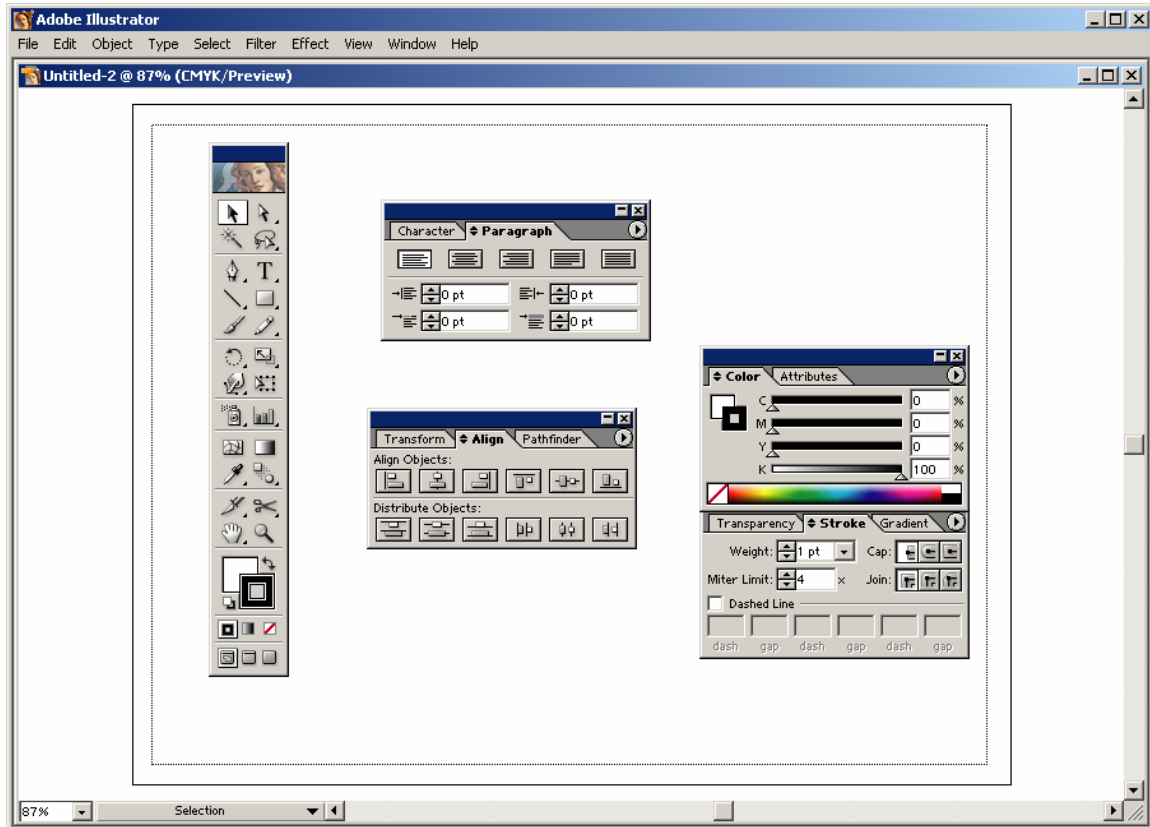 Adobe Illustrator
File Edit Object Type Select Filter Effect View Window Help
Untitled-2 @ 87% (CMYK/Preview)
T
Character Paragraph
0 pt 0 pt
0 pt 0 pt
Transform Align Pathfinder
Align Objects:
Distribute Objects:
Color Attributes
C 0 %
M 0 %
Y 0 %
K 100 %
Transparency Stroke Gradient
Weight: 1 pt Cap:
Miter Limit: 4 x Join:
Dashed Line
dash gap dash gap dash gap
87% Selection